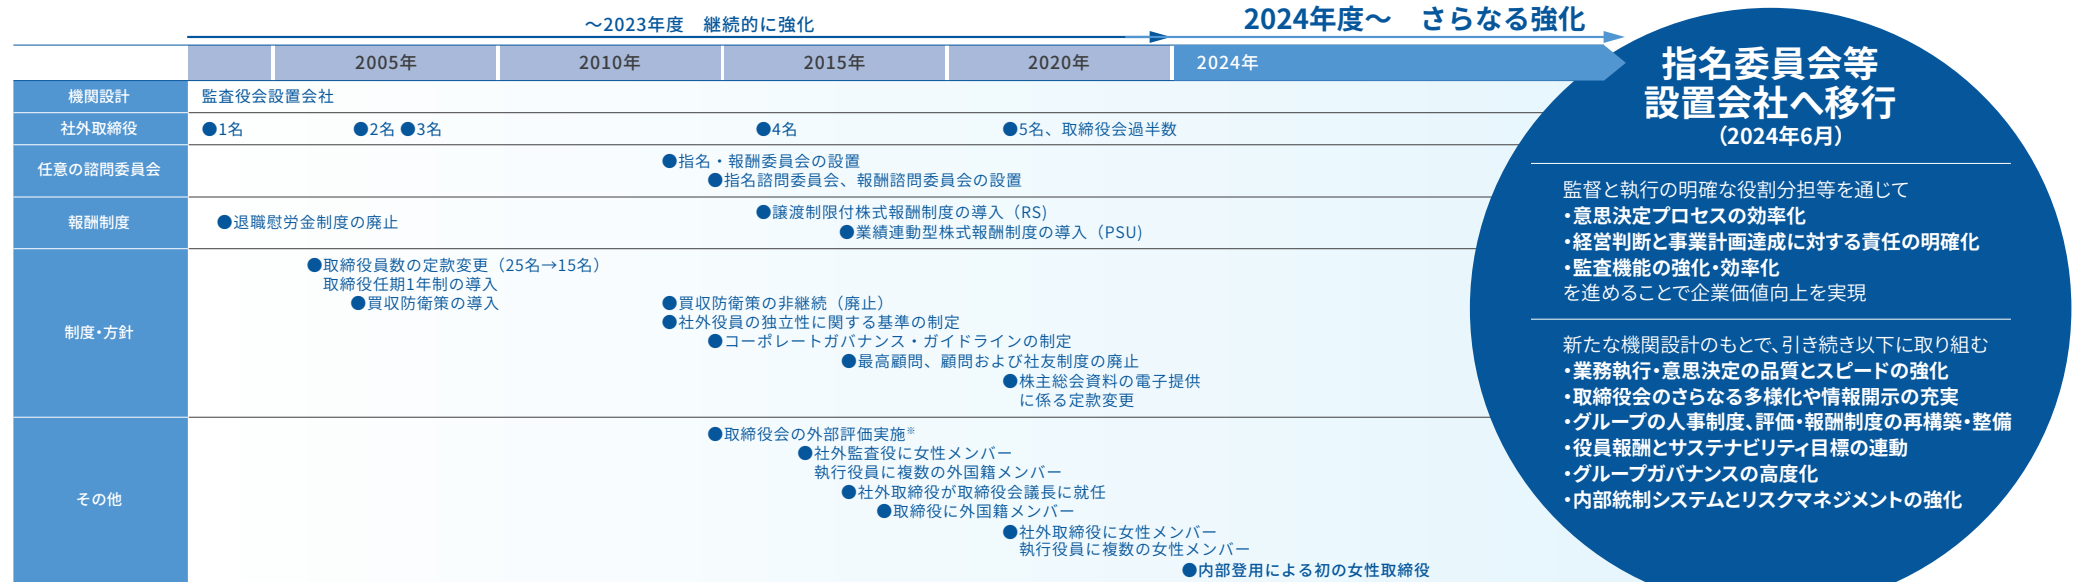 ～2023年度　継続的に強化
2024年度～　さらなる強化
2005年
2010年
2015年
2020年
2024年
機関設計
監査役会設置会社
社外取締役
●1名
●2名 ●3名
●4名
●5名、取締役会過半数
任意の諮問委員会
●指名・報酬委員会の設置
●指名諮問委員会、報酬諮問委員会の設置
報酬制度
●退職慰労金制度の廃止
●譲渡制限付株式報酬制度の導入（RS）
●業績連動型株式報酬制度の導入（PSU）
制度・方針
●取締役員数の定款変更（25名→15名）
取締役任期1年制の導入
●買収防衛策の導入
●買収防衛策の非継続（廃止）
●社外役員の独立性に関する基準の制定
●コーポレートガバナンス・ガイドラインの制定
●最高顧問、顧問および社友制度の廃止
●株主総会資料の電子提供
に係る定款変更
その他
●取締役会の外部評価実施※
●社外監査役に女性メンバー
執行役員に複数の外国籍メンバー
●社外取締役が取締役会議長に就任
●取締役に外国籍メンバー
●社外取締役に女性メンバー
執行役員に複数の女性メンバー
●内部登用による初の女性取締役
指名委員会等
設置会社へ移行
（2024年6月）
監督と執行の明確な役割分担等を通じて
・意思決定プロセスの効率化
・経営判断と事業計画達成に対する責任の明確化
・監査機能の強化・効率化
を進めることで企業価値向上を実現
新たな機関設計のもとで、引き続き以下に取り組む
・業務執行・意思決定の品質とスピードの強化
・取締役会のさらなる多様化や情報開示の充実
・グループの人事制度、評価・報酬制度の再構築・整備
・役員報酬とサステナビリティ目標の連動
・グループガバナンスの高度化
・内部統制システムとリスクマネジメントの強化